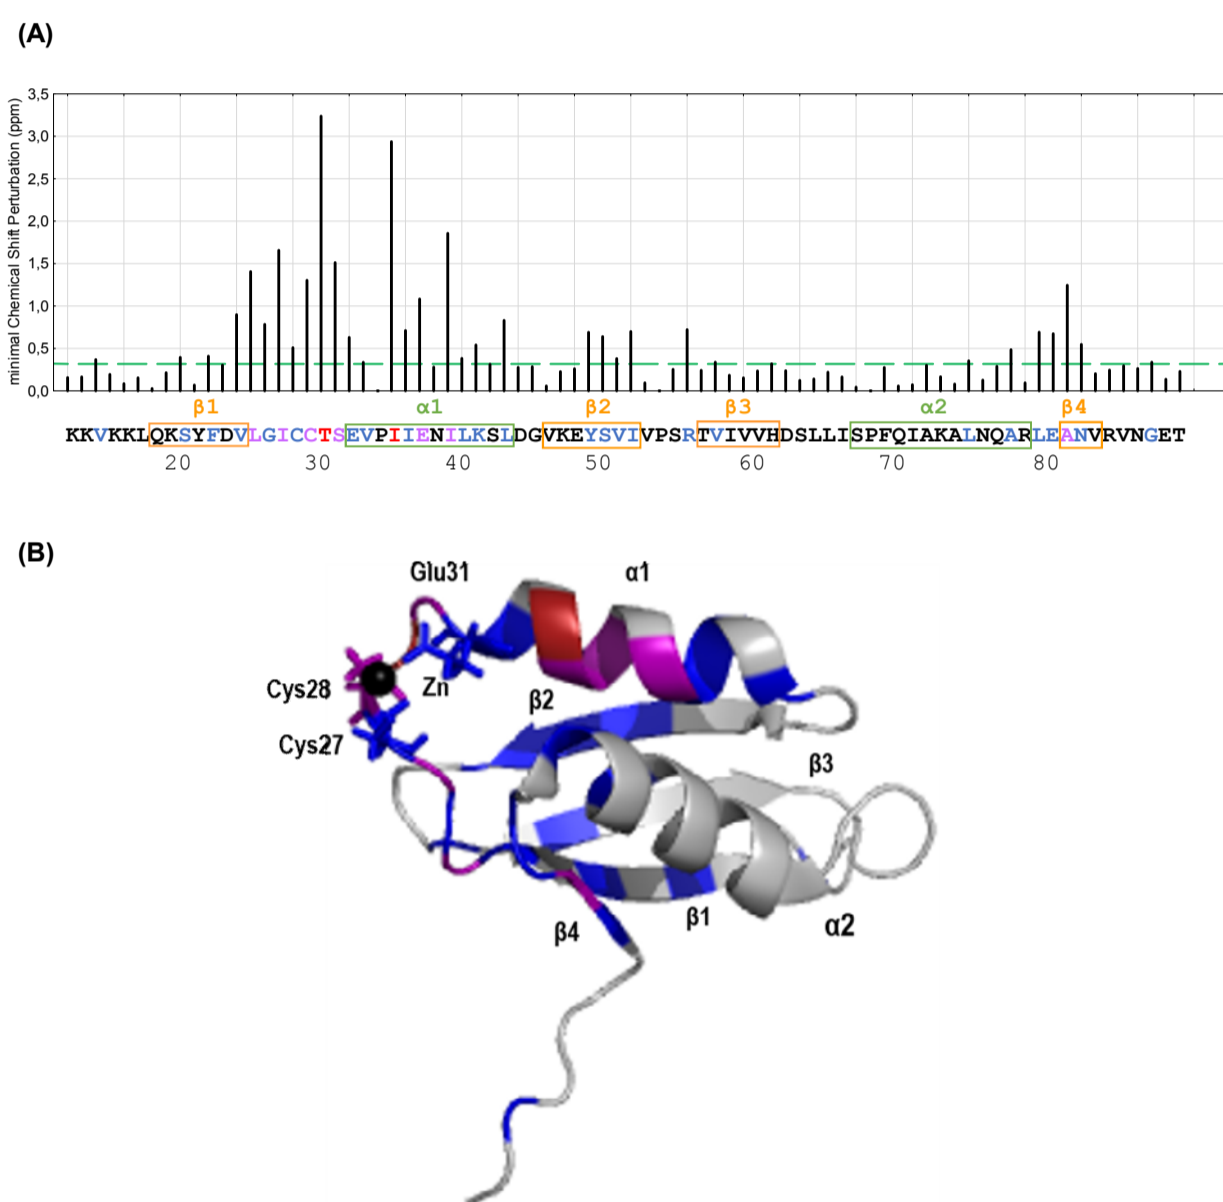 (A)
minimal Chemical Shift Perturbation (ppm)
3,5
3,0
2,5
2,0
1,5
1,0
0,5
0,0
β1 α1 β2 β3 α2 β4
KKVKKLQKSYFDVLGICCTSEVPIIENILKSLDGVKEYSVIVPSRTVIVVHDSLLISPFQIAKALNQARLEANVRVNGET
20 30 40 50 60 70 80
(B)
Glu31 α1
Cys28 Zn
β2
Cys27
β3
β1
β4 α2